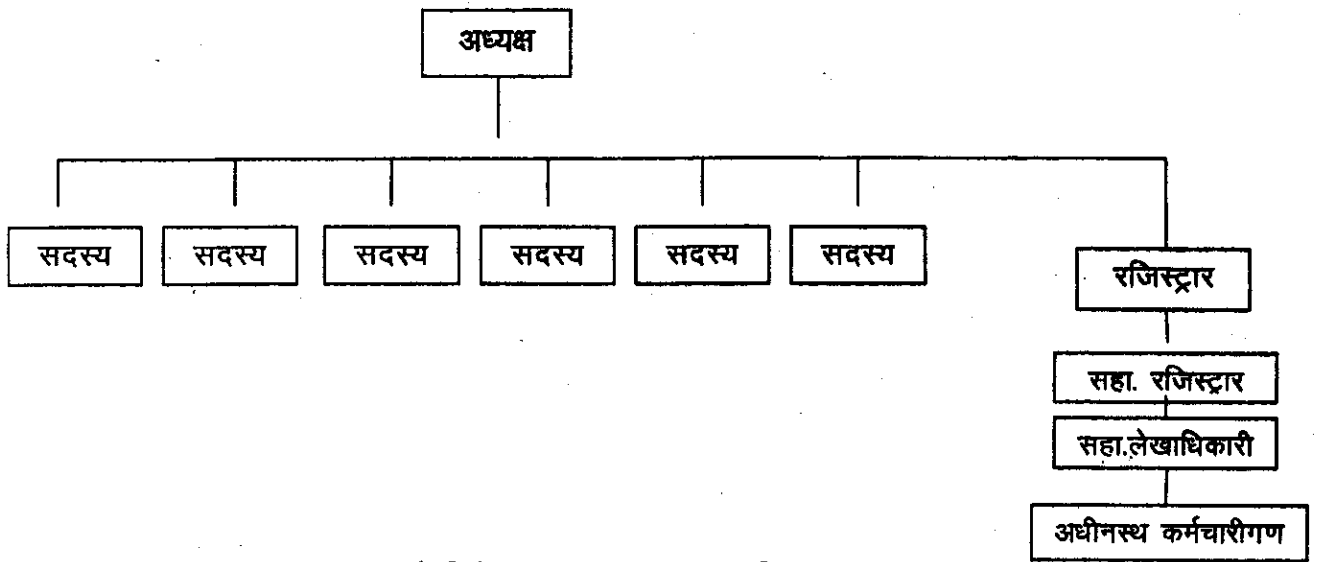 अध्यक्ष
सदस्य सदस्य सदस्य सदस्य सदस्य सदस्य
रजिस्ट्रार
सहा. रजिस्ट्रार
सहा.लेखाधिकारी
अधीनस्थ कर्मचारीगण